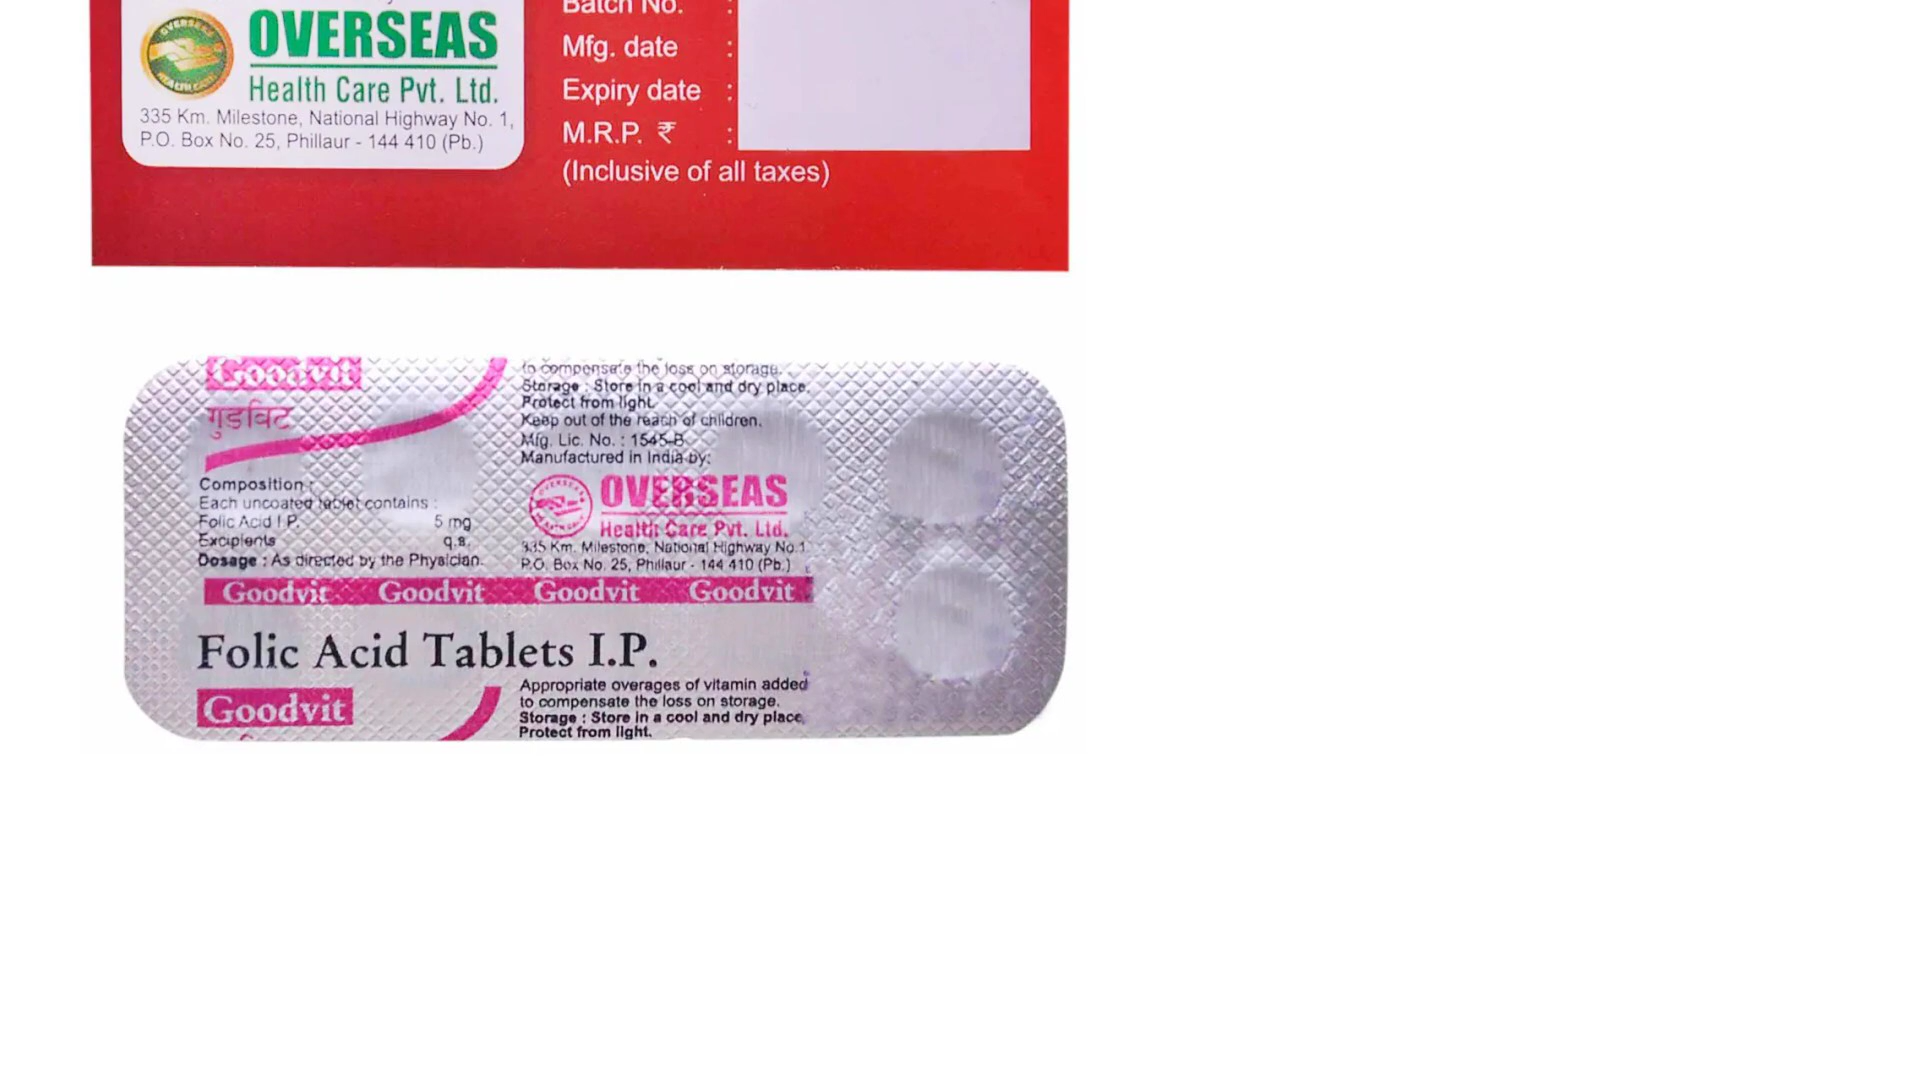 Batch No. :
OVERSEAS
Health Care Pvt. Ltd.
335 Km. Milestone, National Highway No. 1,
P.O. Box No. 25, Phillaur - 144 410 (Pb.)
Mfg. date :
Expiry date :
M.R.P. ₹ :
(Inclusive of all taxes)
Goodvit
गुडविट
Composition :
Each uncoated tablet contains :
Folic Acid I.P. 5 mg
Excipients q.s.
Dosage : As directed by the Physician.
to compensate the loss on storage.
Storage : Store in a cool and dry place.
Protect from light.
Keep out of the reach of children.
Mfg. Lic. No. : 1545-B
Manufactured in India by:
OVERSEAS
OVERSEAS
Health Care Pvt. Ltd.
335 Km. Milestone, National Highway No.1
P.O. Box No. 25, Phillaur - 144 410 (Pb.)
Goodvit Goodvit Goodvit Goodvit
Folic Acid Tablets I.P.
Goodvit
Appropriate overages of vitamin added
to compensate the loss on storage.
Storage : Store in a cool and dry place.
Protect from light.